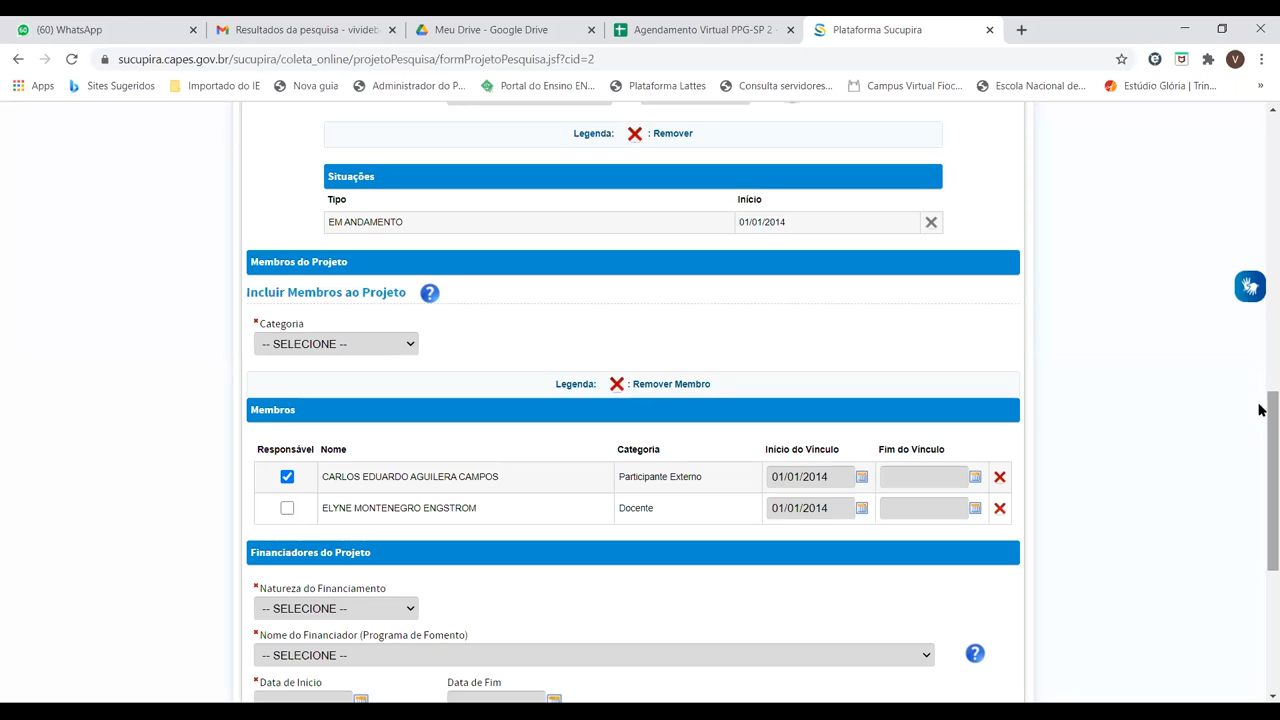 (60) WhatsApp
Resultados da pesquisa - vivideb
Meu Drive - Google Drive
Agendamento Virtual PPG-SP 2
Plataforma Sucupira
sucupira.capes.gov.br/sucupira/coleta_online/projetoPesquisa/formProjetoPesquisa.jsf?cid=2
V
Apps
Sites Sugeridos
Importado do IE
Nova guia
Administrador do P...
Portal do Ensino EN...
Plataforma Lattes
Consulta servidores...
Campus Virtual Fioc...
Escola Nacional de...
Estúdio Glória | Trin...
»
Legenda: : Remover
Situações
Tipo Início
EM ANDAMENTO 01/01/2014
Membros do Projeto
Incluir Membros ao Projeto ?
Categoria
-- SELECIONE --
Legenda: : Remover Membro
Membros
Responsável Nome Categoria Início do Vínculo Fim do Vínculo
CARLOS EDUARDO AGUILERA CAMPOS Participante Externo 01/01/2014
ELYNE MONTENEGRO ENGSTROM Docente 01/01/2014
Financiadores do Projeto
Natureza do Financiamento
-- SELECIONE --
Nome do Financiador (Programa de Fomento)
-- SELECIONE -- ?
Data de Início Data de Fim